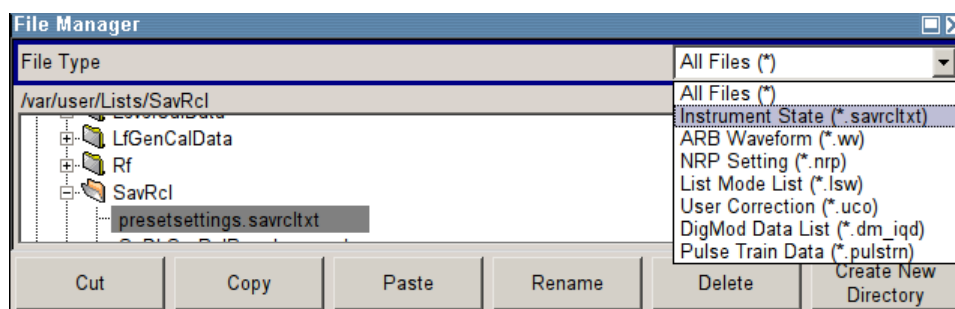 File Manager
File Type
All Files (*)
/var/user/Lists/SavRcl
All Files (*)
Instrument State (*.savrcltxt)
ARB Waveform (*.wv)
NRP Setting (*.nrp)
List Mode List (*.lsw)
User Correction (*.uco)
DigMod Data List (*.dm_iqd)
Pulse Train Data (*.pulstrn)
LfGenCalData
Rf
SavRcl
presetsettings.savrcltxt
Cut
Copy
Paste
Rename
Delete
Create New
Directory